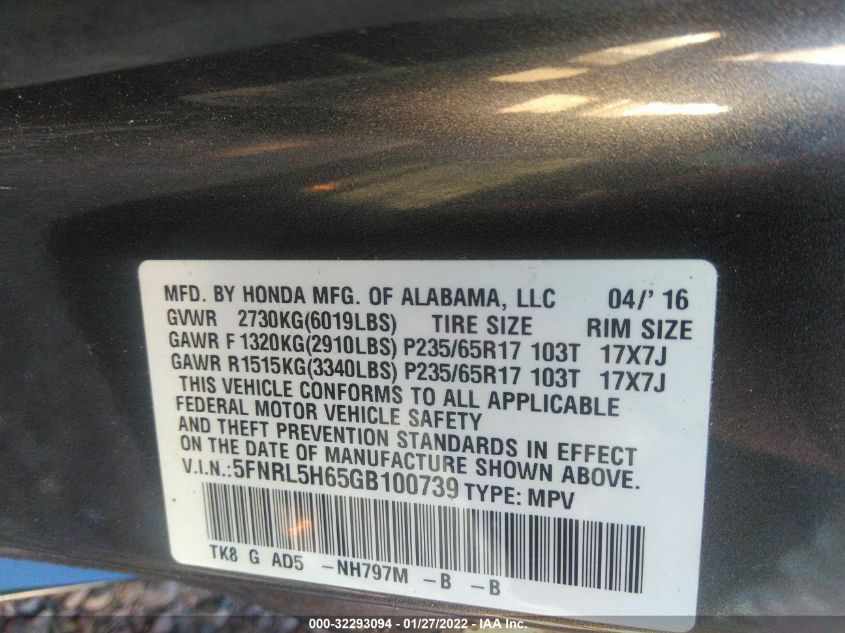 MFD. BY HONDA MFG. OF ALABAMA, LLC 04/' 16
GVWR 2730KG(6019LBS) TIRE SIZE RIM SIZE
GAWR F 1320KG(2910LBS) P235/65R17 103T 17X7J
GAWR R1515KG(3340LBS) P235/65R17 103T 17X7J
THIS VEHICLE CONFORMS TO ALL APPLICABLE
FEDERAL MOTOR VEHICLE SAFETY
AND THEFT PREVENTION STANDARDS IN EFFECT
ON THE DATE OF MANUFACTURE SHOWN ABOVE.
V.I.N.:5FNRL5H65GB100739 TYPE: MPV
TK8 G AD5 -NH797M -B -B
000-32293094 - 01/27/2022 - IAA Inc.